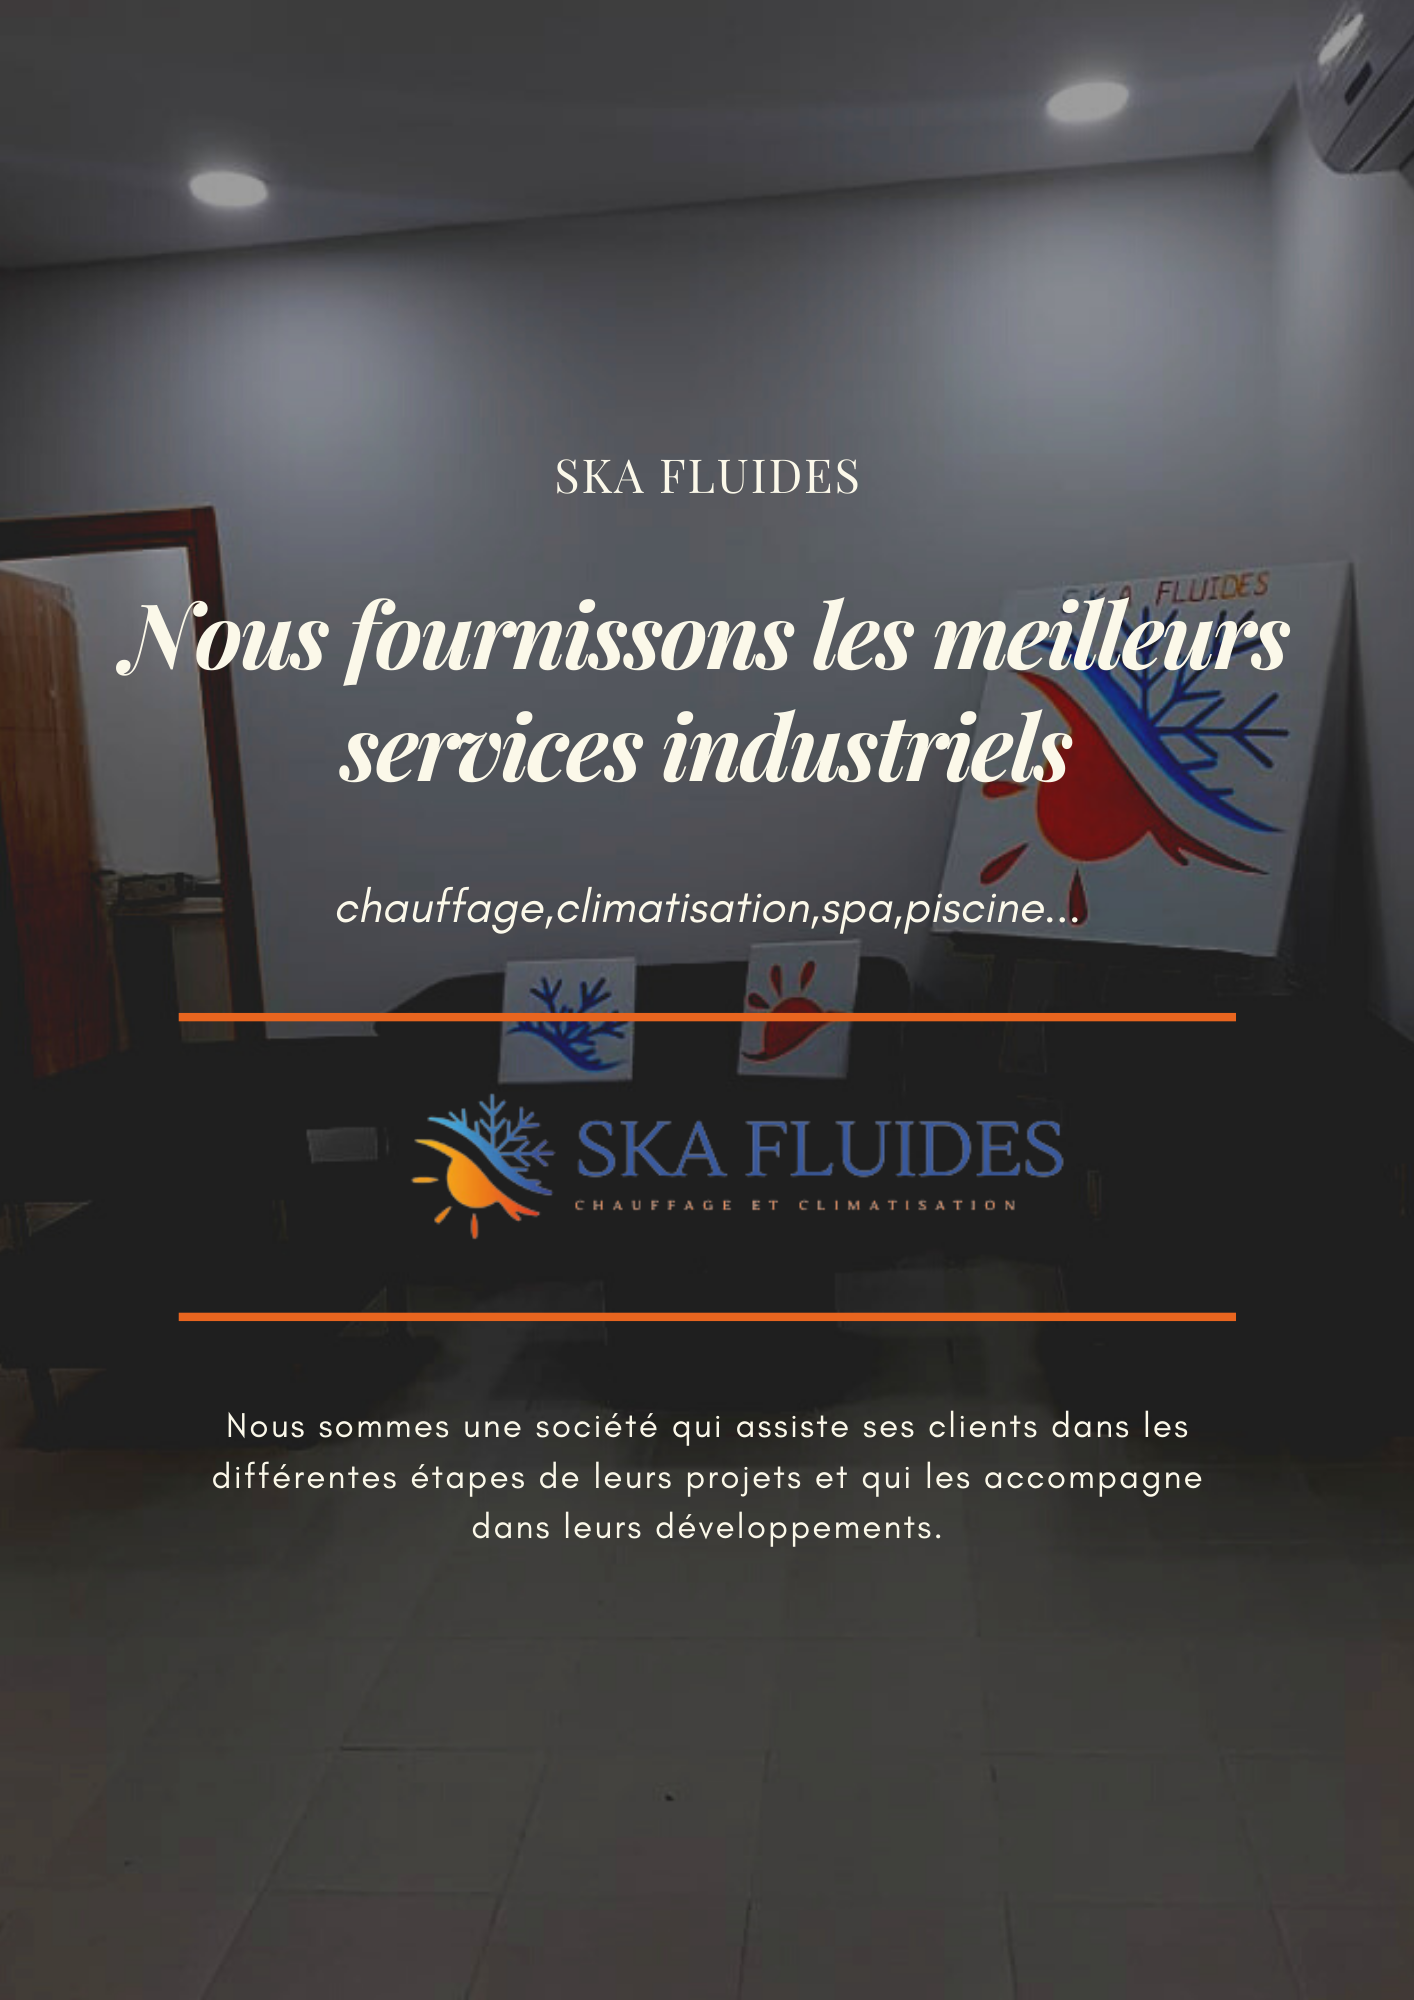 SKA FLUIDES
SKA FLUIDES
Nous fournissons les meilleurs
services industriels
chauffage,climatisation,spa,piscine...
SKA FLUIDES
CHAUFFAGE ET CLIMATISATION
Nous sommes une société qui assiste ses clients dans les
différentes étapes de leurs projets et qui les accompagne
dans leurs développements.